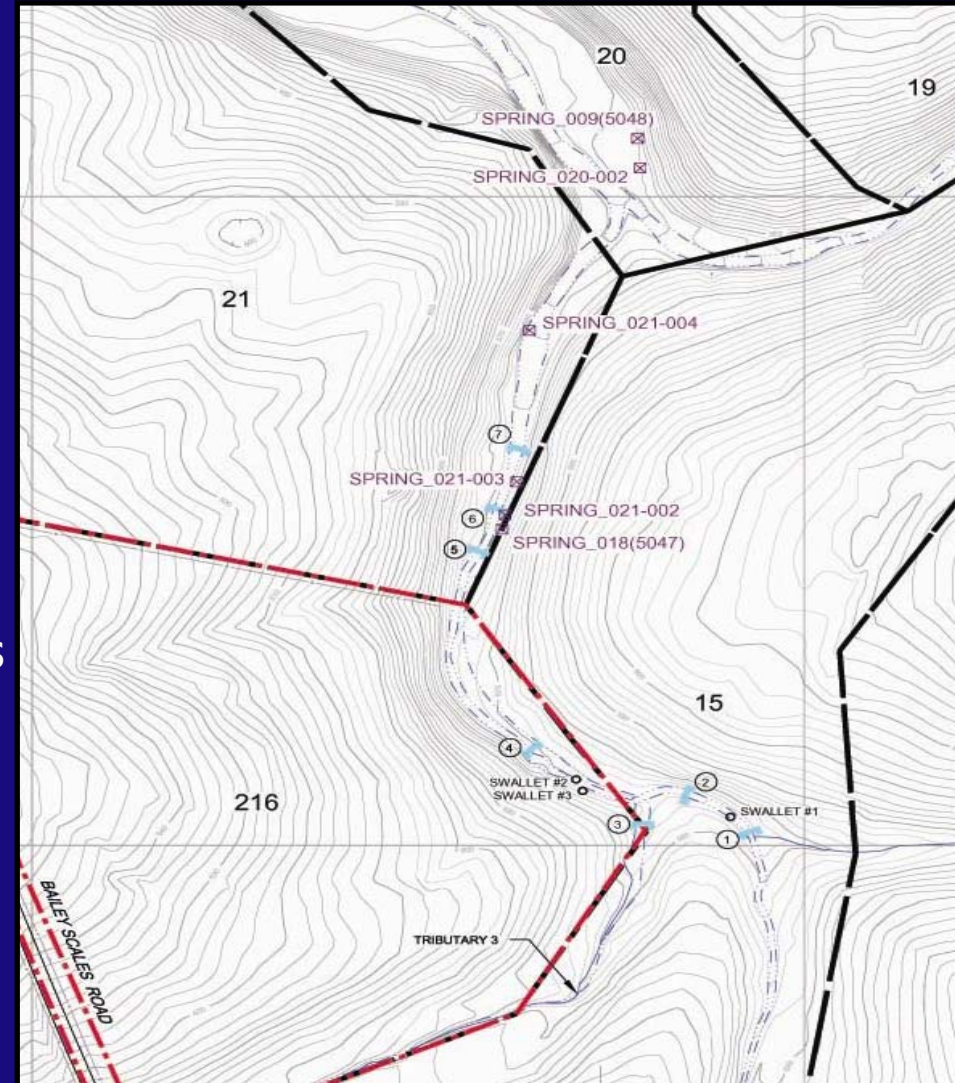 20
19
SPRING_009(5048)
SPRING_020-002
21
SPRING_021-004
7
SPRING_021-003
6
SPRING_021-002
5
SPRING_018(5047)
S
15
4
2
SWALLET #2
SWALLET #3
216
SWALLET #1
3
1
BAILEY SCALES ROAD
TRIBUTARY 3